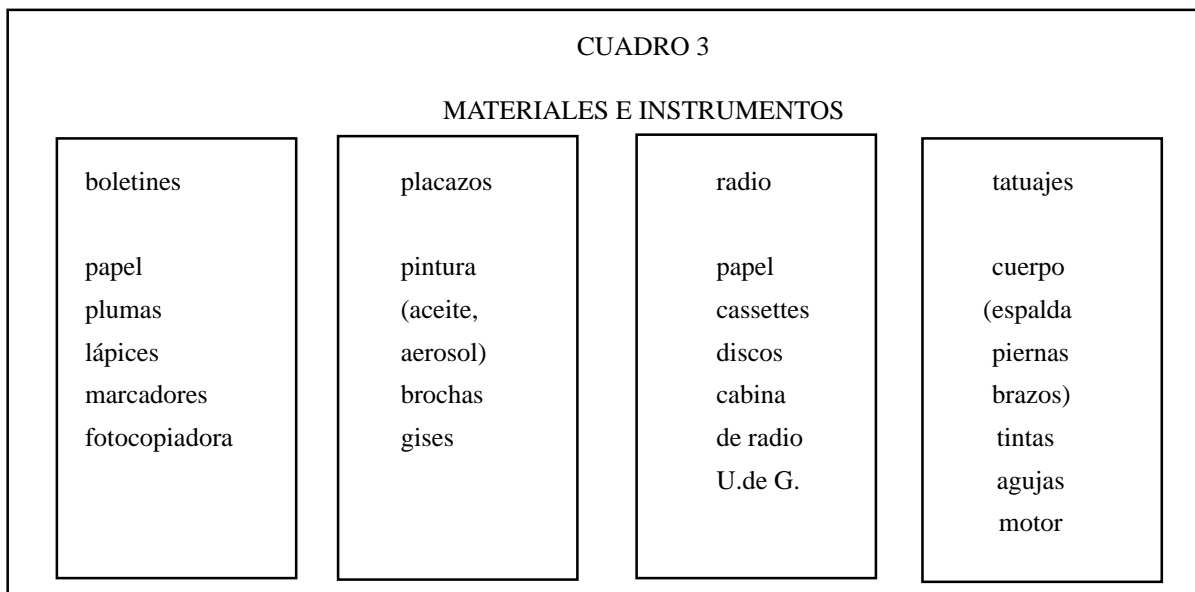 CUADRO 3
MATERIALES E INSTRUMENTOS
boletines
papel
plumas
lápices
marcadores
fotocopiadora
placazos
pintura
(aceite,
aerosol)
brochas
gises
radio
papel
cassettes
discos
cabina
de radio
U.de G.
tatuajes
cuerpo
(espalda
piernas
brazos)
tintas
agujas
motor